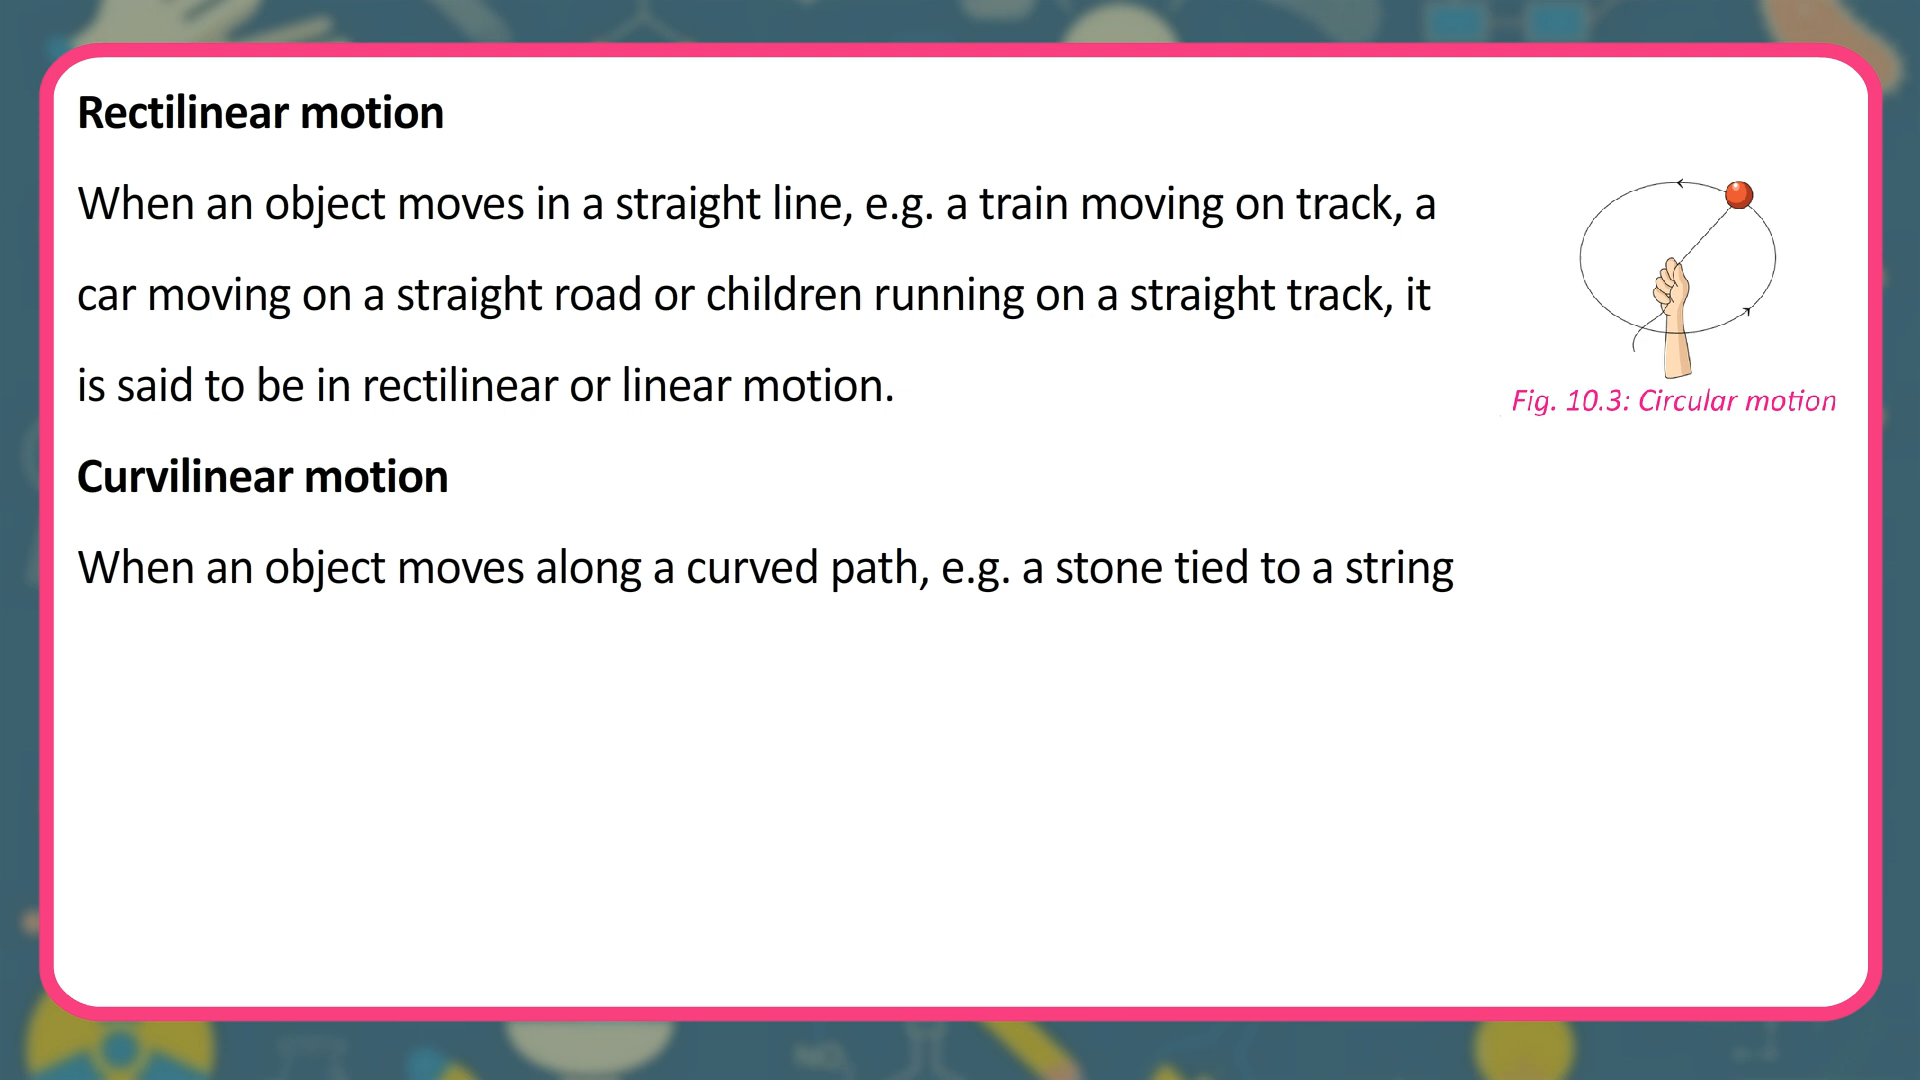 Rectilinear motion
When an object moves in a straight line, e.g. a train moving on track, a
car moving on a straight road or children running on a straight track, it
is said to be in rectilinear or linear motion.
Fig. 10.3: Circular motion
Curvilinear motion
When an object moves along a curved path, e.g. a stone tied to a string
NO₂